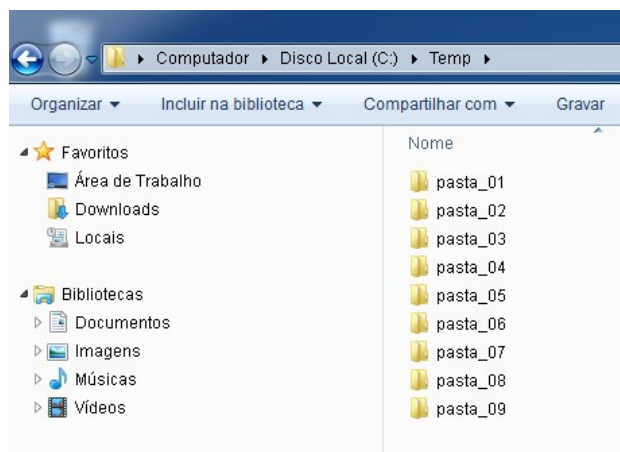 Computador Disco Local (C:) Temp
Organizar Incluir na biblioteca Compartilhar com Gravar
Favoritos
Área de Trabalho
Downloads
Locais
Bibliotecas
Documentos
Imagens
Músicas
Vídeos
Nome
pasta_01
pasta_02
pasta_03
pasta_04
pasta_05
pasta_06
pasta_07
pasta_08
pasta_09